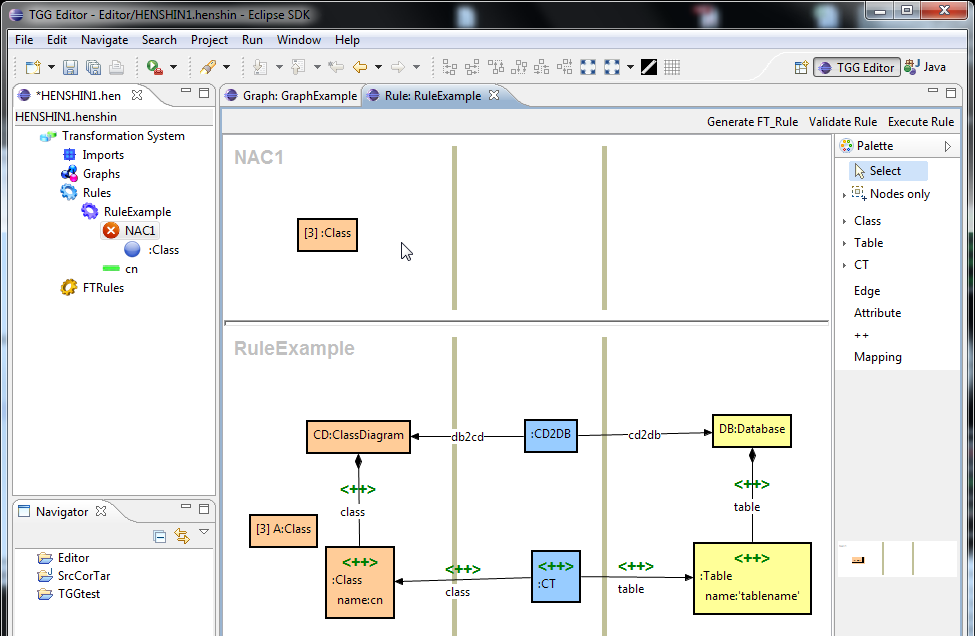 TGG Editor - Editor/HENSHIN1.henshin - Eclipse SDK
File Edit Navigate Search Project Run Window Help
TGG Editor Java
*HENSHIN1.hen
Graph: GraphExample Rule: RuleExample
HENSHIN1.henshin
Generate FT_Rule Validate Rule Execute Rule
Transformation System
Imports
Graphs
Rules
RuleExample
NAC1
:Class
cn
FTRules
NAC1
[3] :Class
Palette
Select
Nodes only
Class
Table
CT
Edge
Attribute
++
Mapping
RuleExample
CD:ClassDiagram
db2cd
:CD2DB
cd2db
DB:Database
<++>
class
<++>
table
[3] A:Class
<++>
:Class
name:cn
<++>
class
<++>
:CT
<++>
table
<++>
:Table
name:'tablename'
Navigator
Editor
SrcCorTar
TGGtest